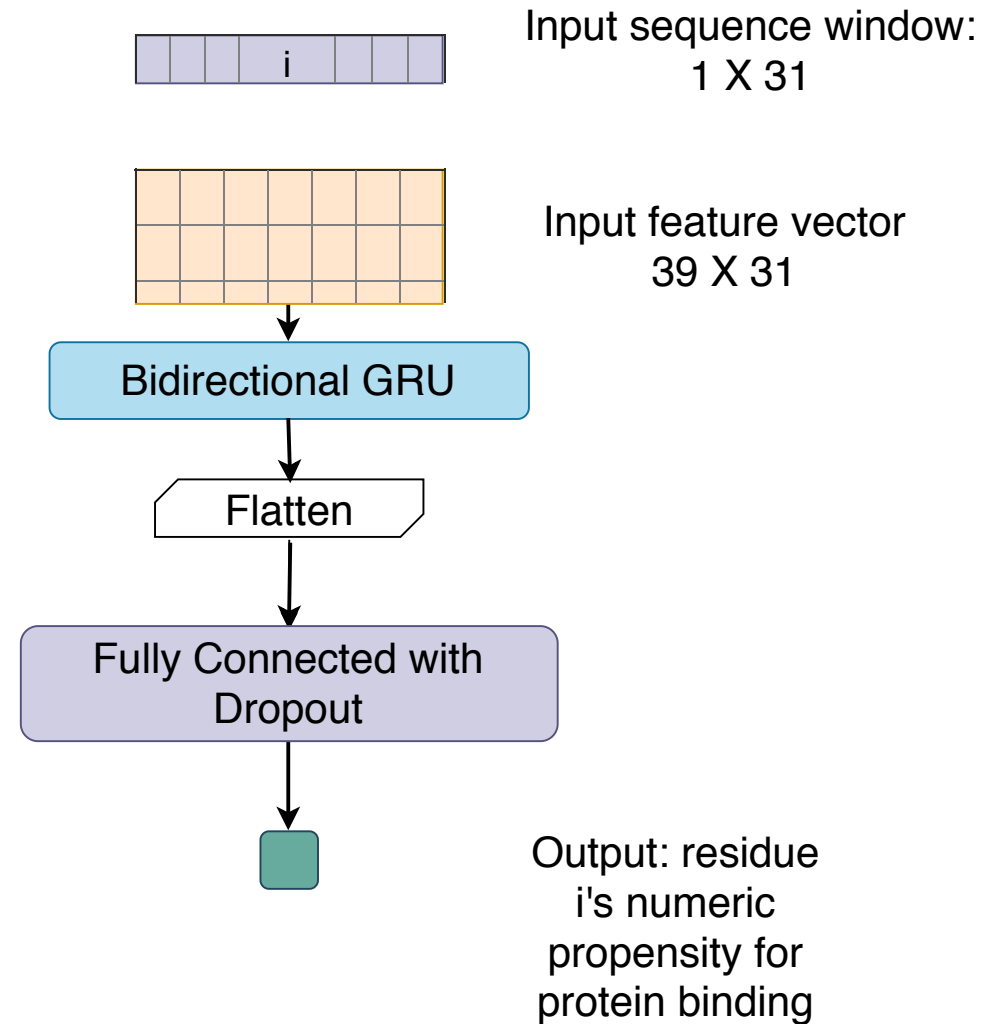 Input sequence window:
1 X 31
i
Input feature vector
39 X 31
Bidirectional GRU
Flatten
Fully Connected with
Dropout
Output: residue
i's numeric
propensity for
protein binding